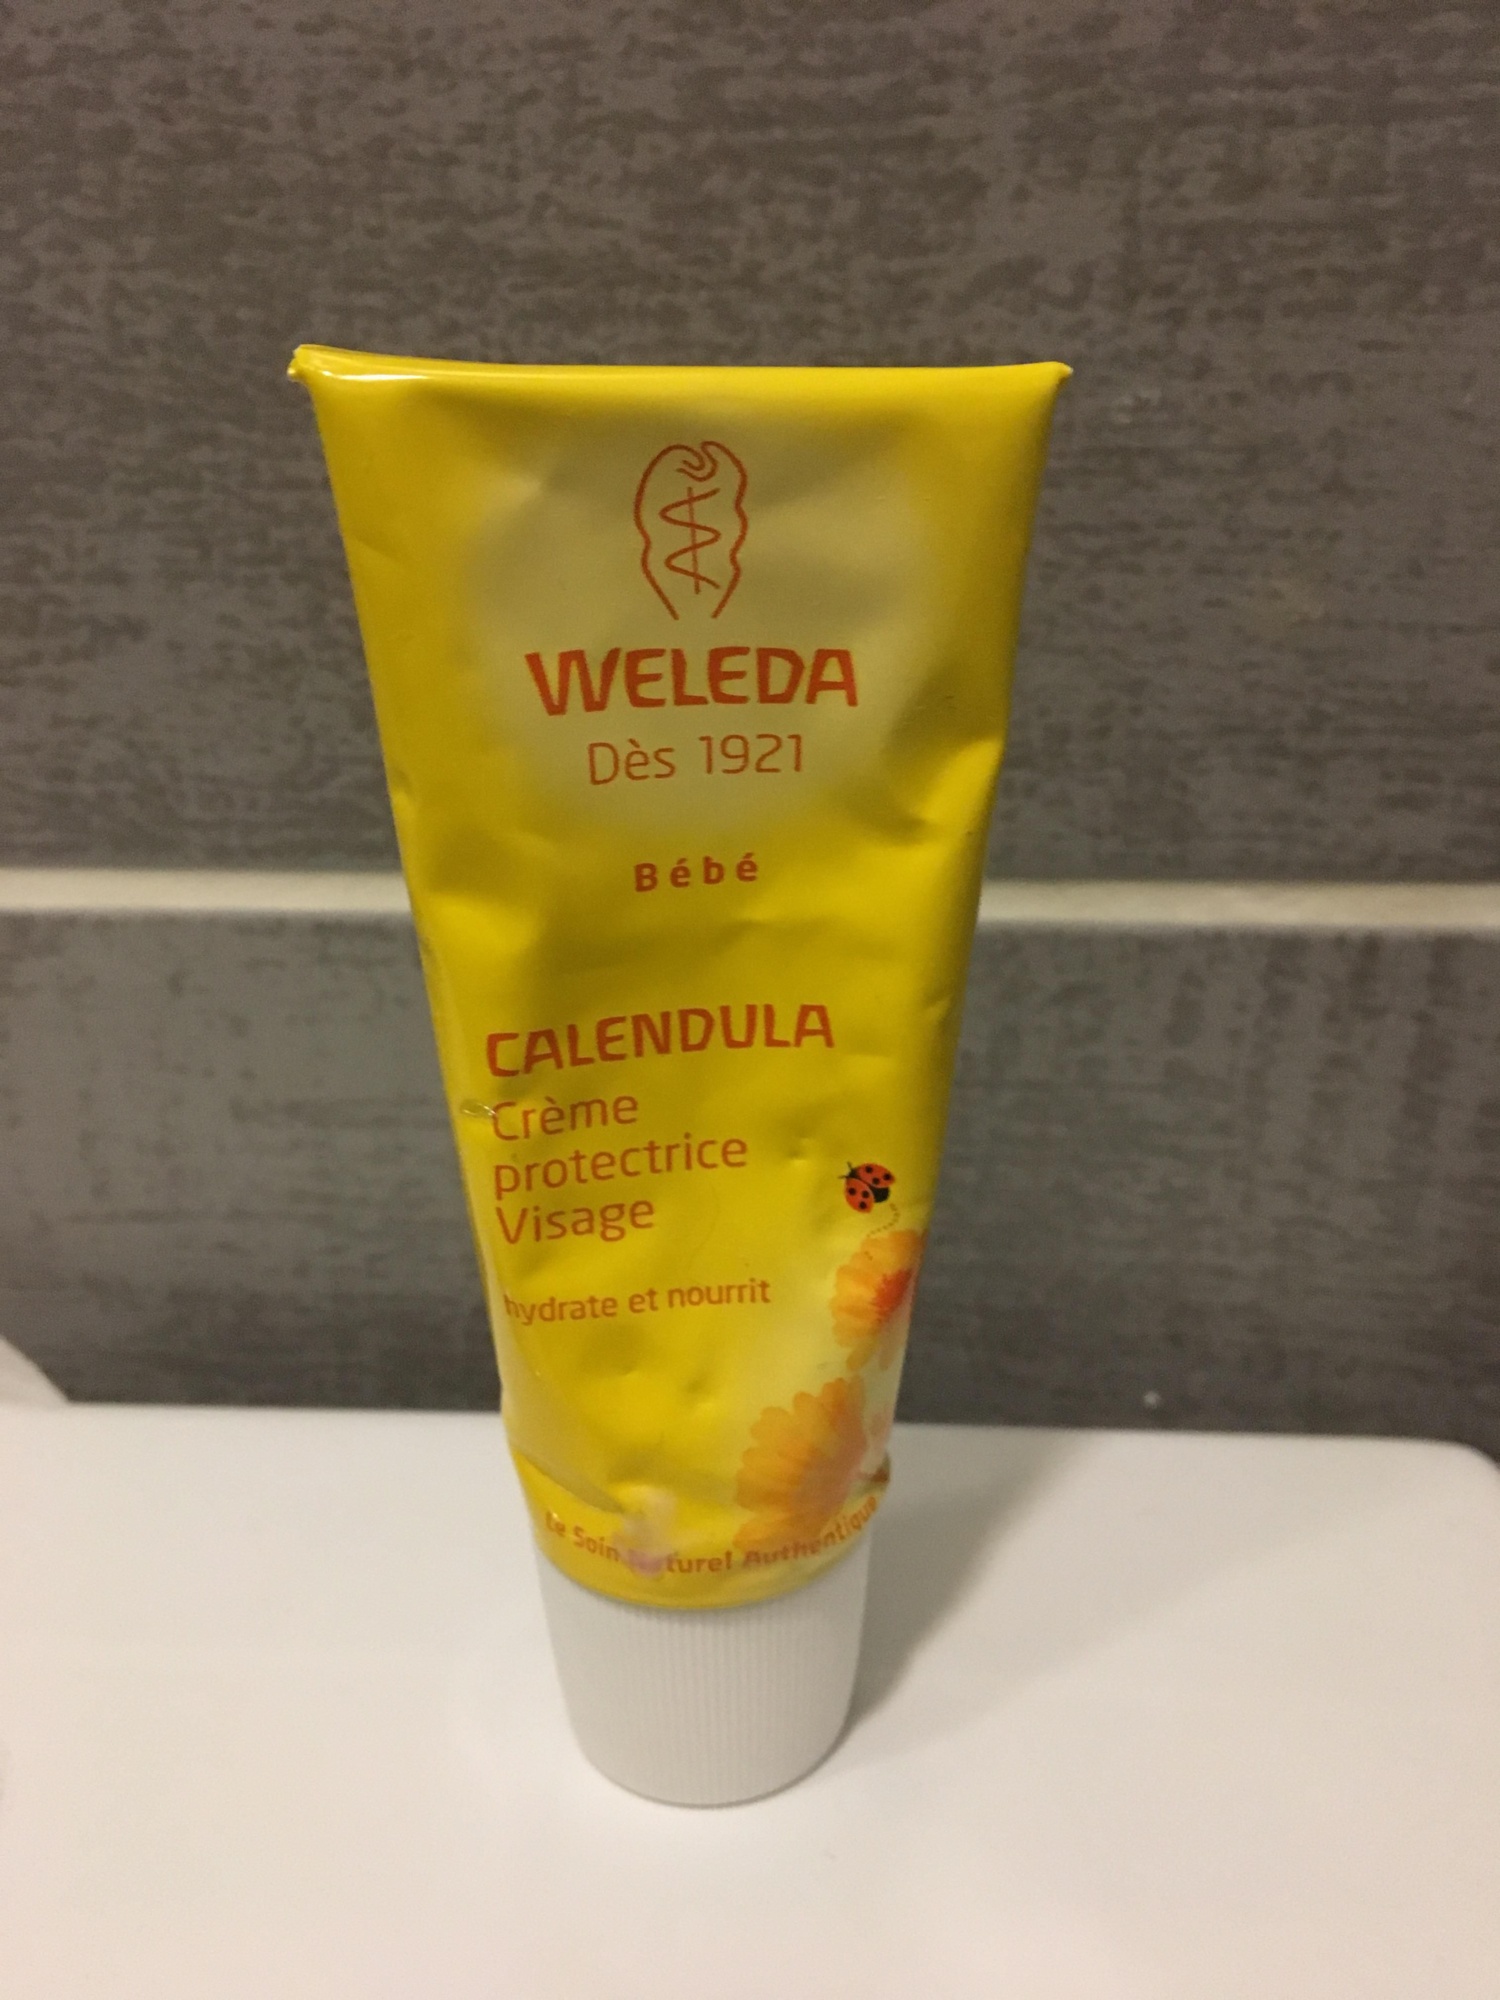 WELEDA
Dès 1921
Bébé
CALENDULA
Crème
protectrice
Visage
hydrate et nourrit
Le Soin Naturel Authentique